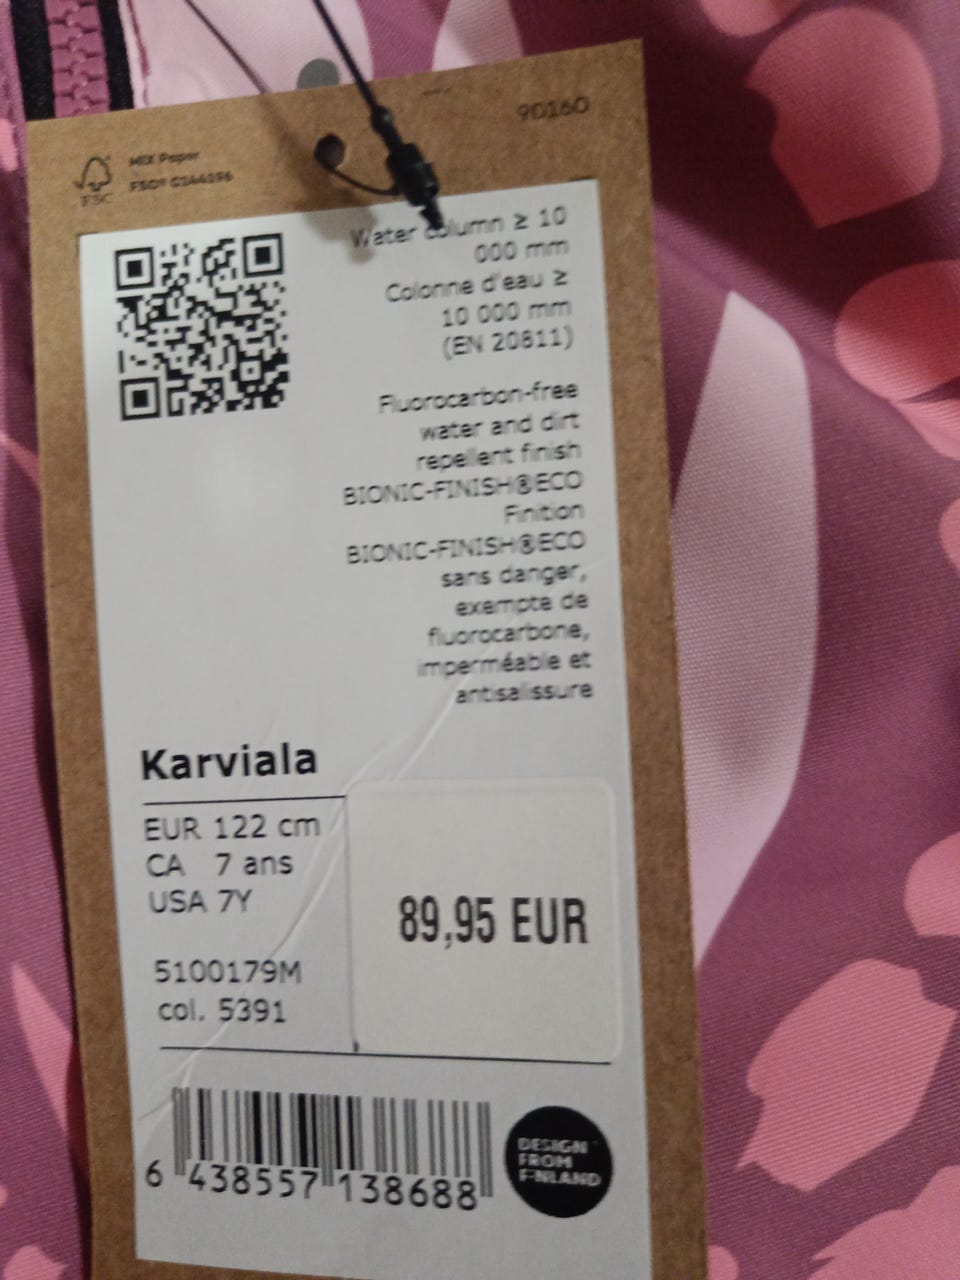 90160
MIX Paper
FSC® C144196
FSC
Water column ≥ 10
000 mm
Colonne d'eau ≥
10 000 mm
(EN 20811)
Fluorocarbon-free
water and dirt
repellent finish
BIONIC-FINISH®ECO
Finition
BIONIC-FINISH®ECO
sans danger,
exempte de
fluorocarbone,
imperméable et
antisalissure
Karviala
EUR 122 cm
CA 7 ans
USA 7Y
89,95 EUR
5100179M
col. 5391
6 438557 138688
DESIGN
FROM
FINLAND